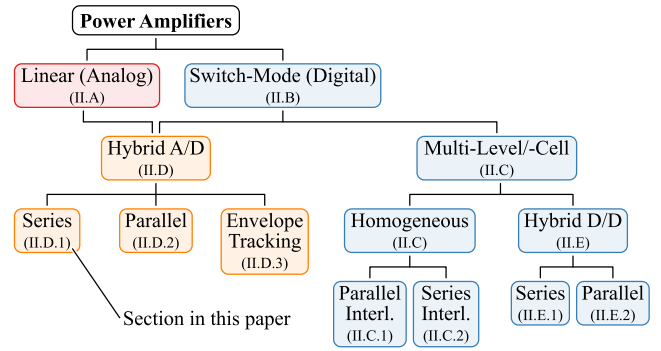 Power Amplifiers
Linear (Analog)
(II.A)
Switch-Mode (Digital)
(II.B)
Hybrid A/D
(II.D)
Multi-Level/-Cell
(II.C)
Series
(II.D.1)
Parallel
(II.D.2)
Envelope
Tracking
(II.D.3)
Homogeneous
(II.C)
Hybrid D/D
(II.E)
Parallel
Interl.
(II.C.1)
Series
Interl.
(II.C.2)
Series
(II.E.1)
Parallel
(II.E.2)
Section in this paper